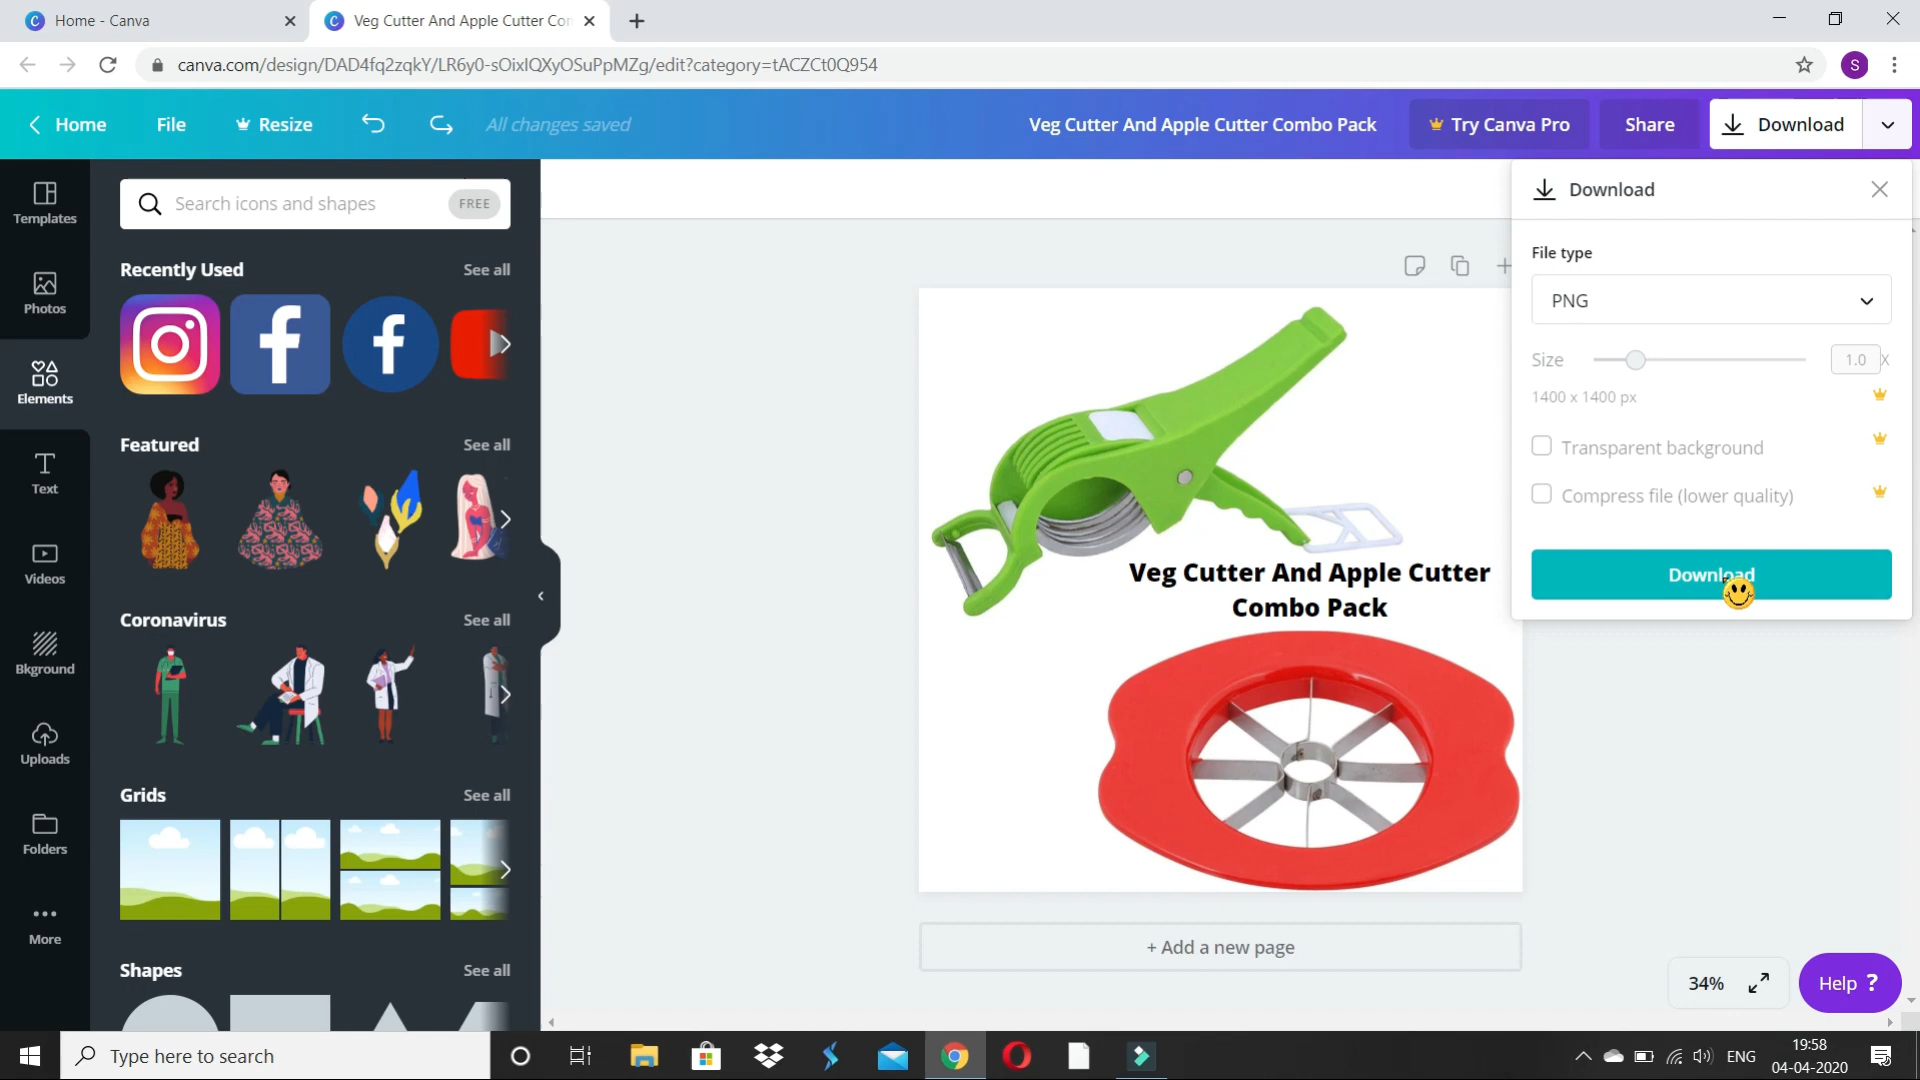 Home - Canva
Veg Cutter And Apple Cutter Co
canva.com/design/DAD4fq2zqkY/LR6y0-sOixIQXyOSuPpMZg/edit?category=tACZCt0Q954
S
Home
File
Resize
All changes saved
Veg Cutter And Apple Cutter Combo Pack
Try Canva Pro
Share
Download
Templates
Photos
Elements
Text
Videos
Bkground
Uploads
Folders
More
Search icons and shapes
FREE
Recently Used
See all
Featured
See all
Coronavirus
See all
Grids
See all
Shapes
See all
Download
File type
PNG
Size
1.0 X
1400 x 1400 px
Transparent background
Compress file (lower quality)
Download
Veg Cutter And Apple Cutter
Combo Pack
+ Add a new page
34%
Help ?
Type here to search
ENG
19:58
04-04-2020